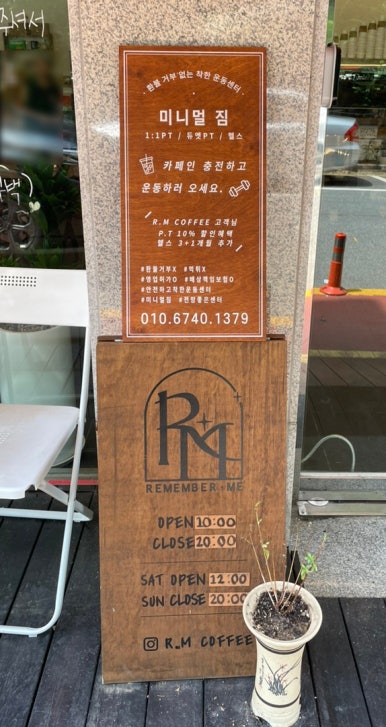 주셔서
· 환불 거부 없는 착한 운동센터 ·
미니멀 짐
1:1PT / 듀엣PT / 헬스
카페인 충전하고
운동하러 오세요.
R.M COFFEE 고객님
P.T 10% 할인혜택
헬스 3+1개월 추가
#환불거부X #먹튀X
#영업허가O #배상책임보험O
#안전하고착한운동센터
#미니멀짐 #전망좋은센터
010.6740.1379
RM
REMEMBER ME
OPEN 10:00
CLOSE 20:00
SAT OPEN 12:00
SUN CLOSE 20:00
R_M COFFEE